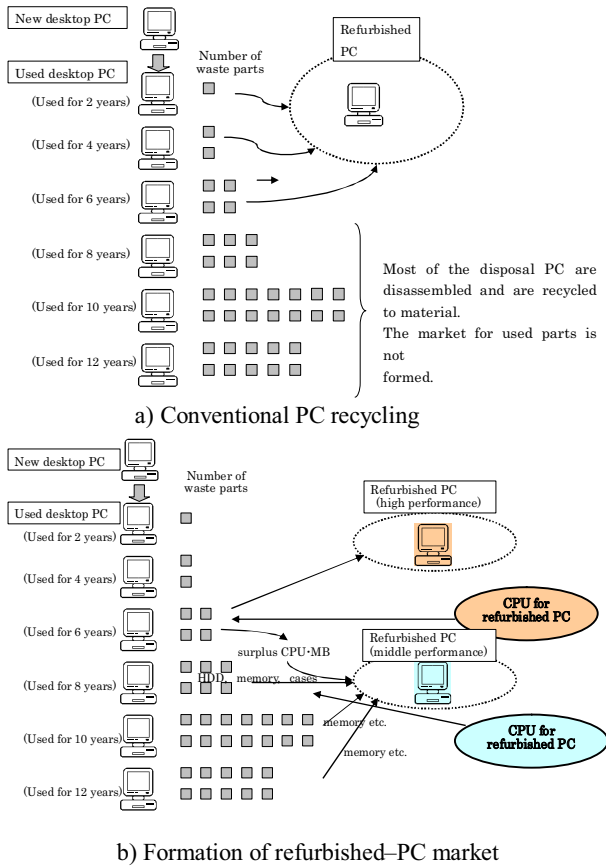 New desktop PC
Refurbished
PC
Number of
waste parts
Used desktop PC
(Used for 2 years)
(Used for 4 years)
(Used for 6 years)
(Used for 8 years)
Most of the disposal PC are
disassembled and are recycled
to material.
The market for used parts is
not
formed.
(Used for 10 years)
(Used for 12 years)
a) Conventional PC recycling
New desktop PC
Number of
waste parts
Used desktop PC
(Used for 2 years)
Refurbished PC
(high performance)
(Used for 4 years)
CPU for
refurbished PC
(Used for 6 years)
Refurbished PC
(middle performance)
surplus CPU・MB
HDD, memory, cases
(Used for 8 years)
CPU for
refurbished PC
memory etc.
(Used for 10 years)
memory etc.
(Used for 12 years)
b) Formation of refurbished–PC market